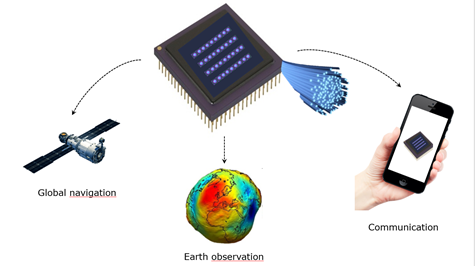 Global navigation
Communication
Earth observation